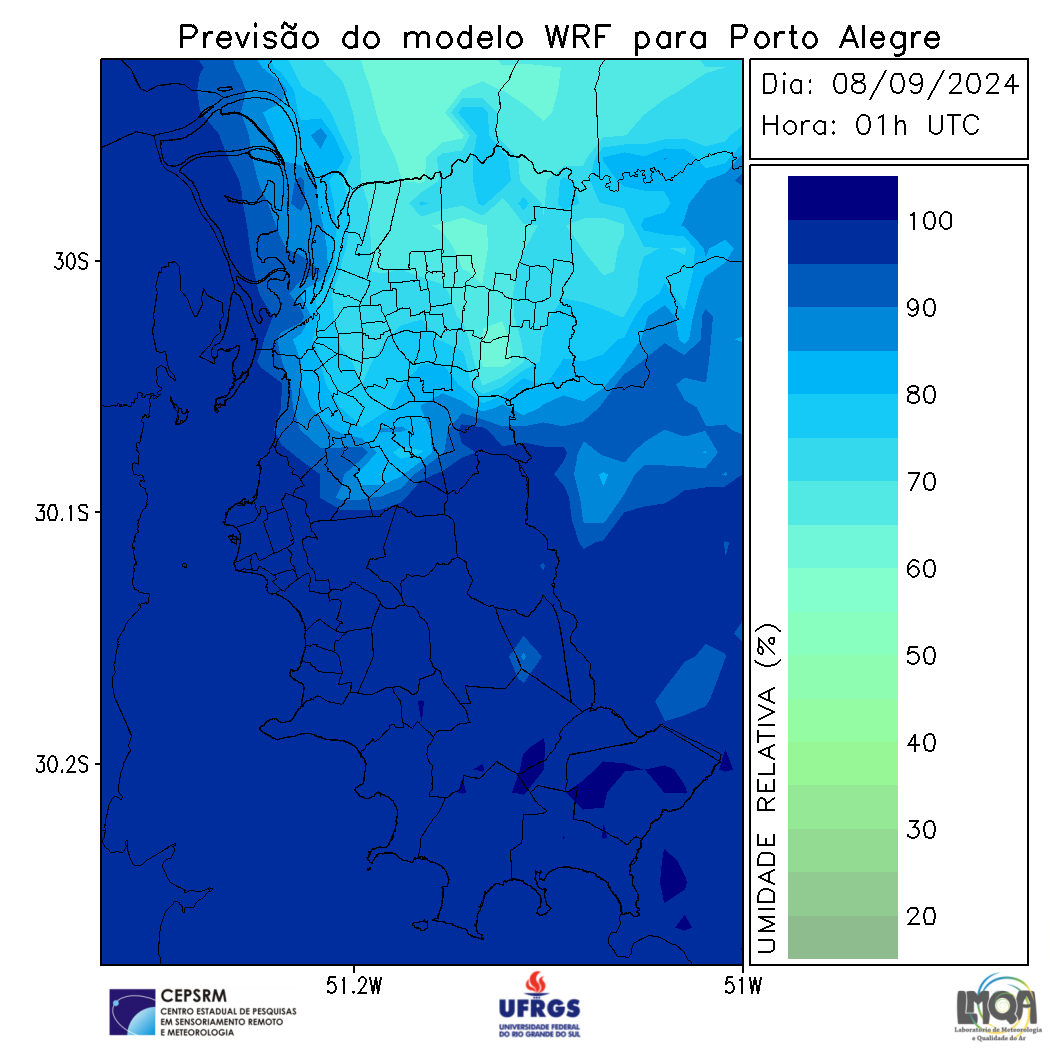 Previsão do modelo WRF para Porto Alegre
Dia: 08/09/2024
Hora: 01h UTC
100
90
80
70
60
50
40
30
20
UMIDADE RELATIVA (%)
30S
30.1S
30.2S
51.2W
51W
CEPSRM
CENTRO ESTADUAL DE PESQUISAS
EM SENSORIAMENTO REMOTO
E METEOROLOGIA
UFRGS
UNIVERSIDADE FEDERAL
DO RIO GRANDE DO SUL
LMQA
Laboratório de Meteorologia
e Qualidade do Ar